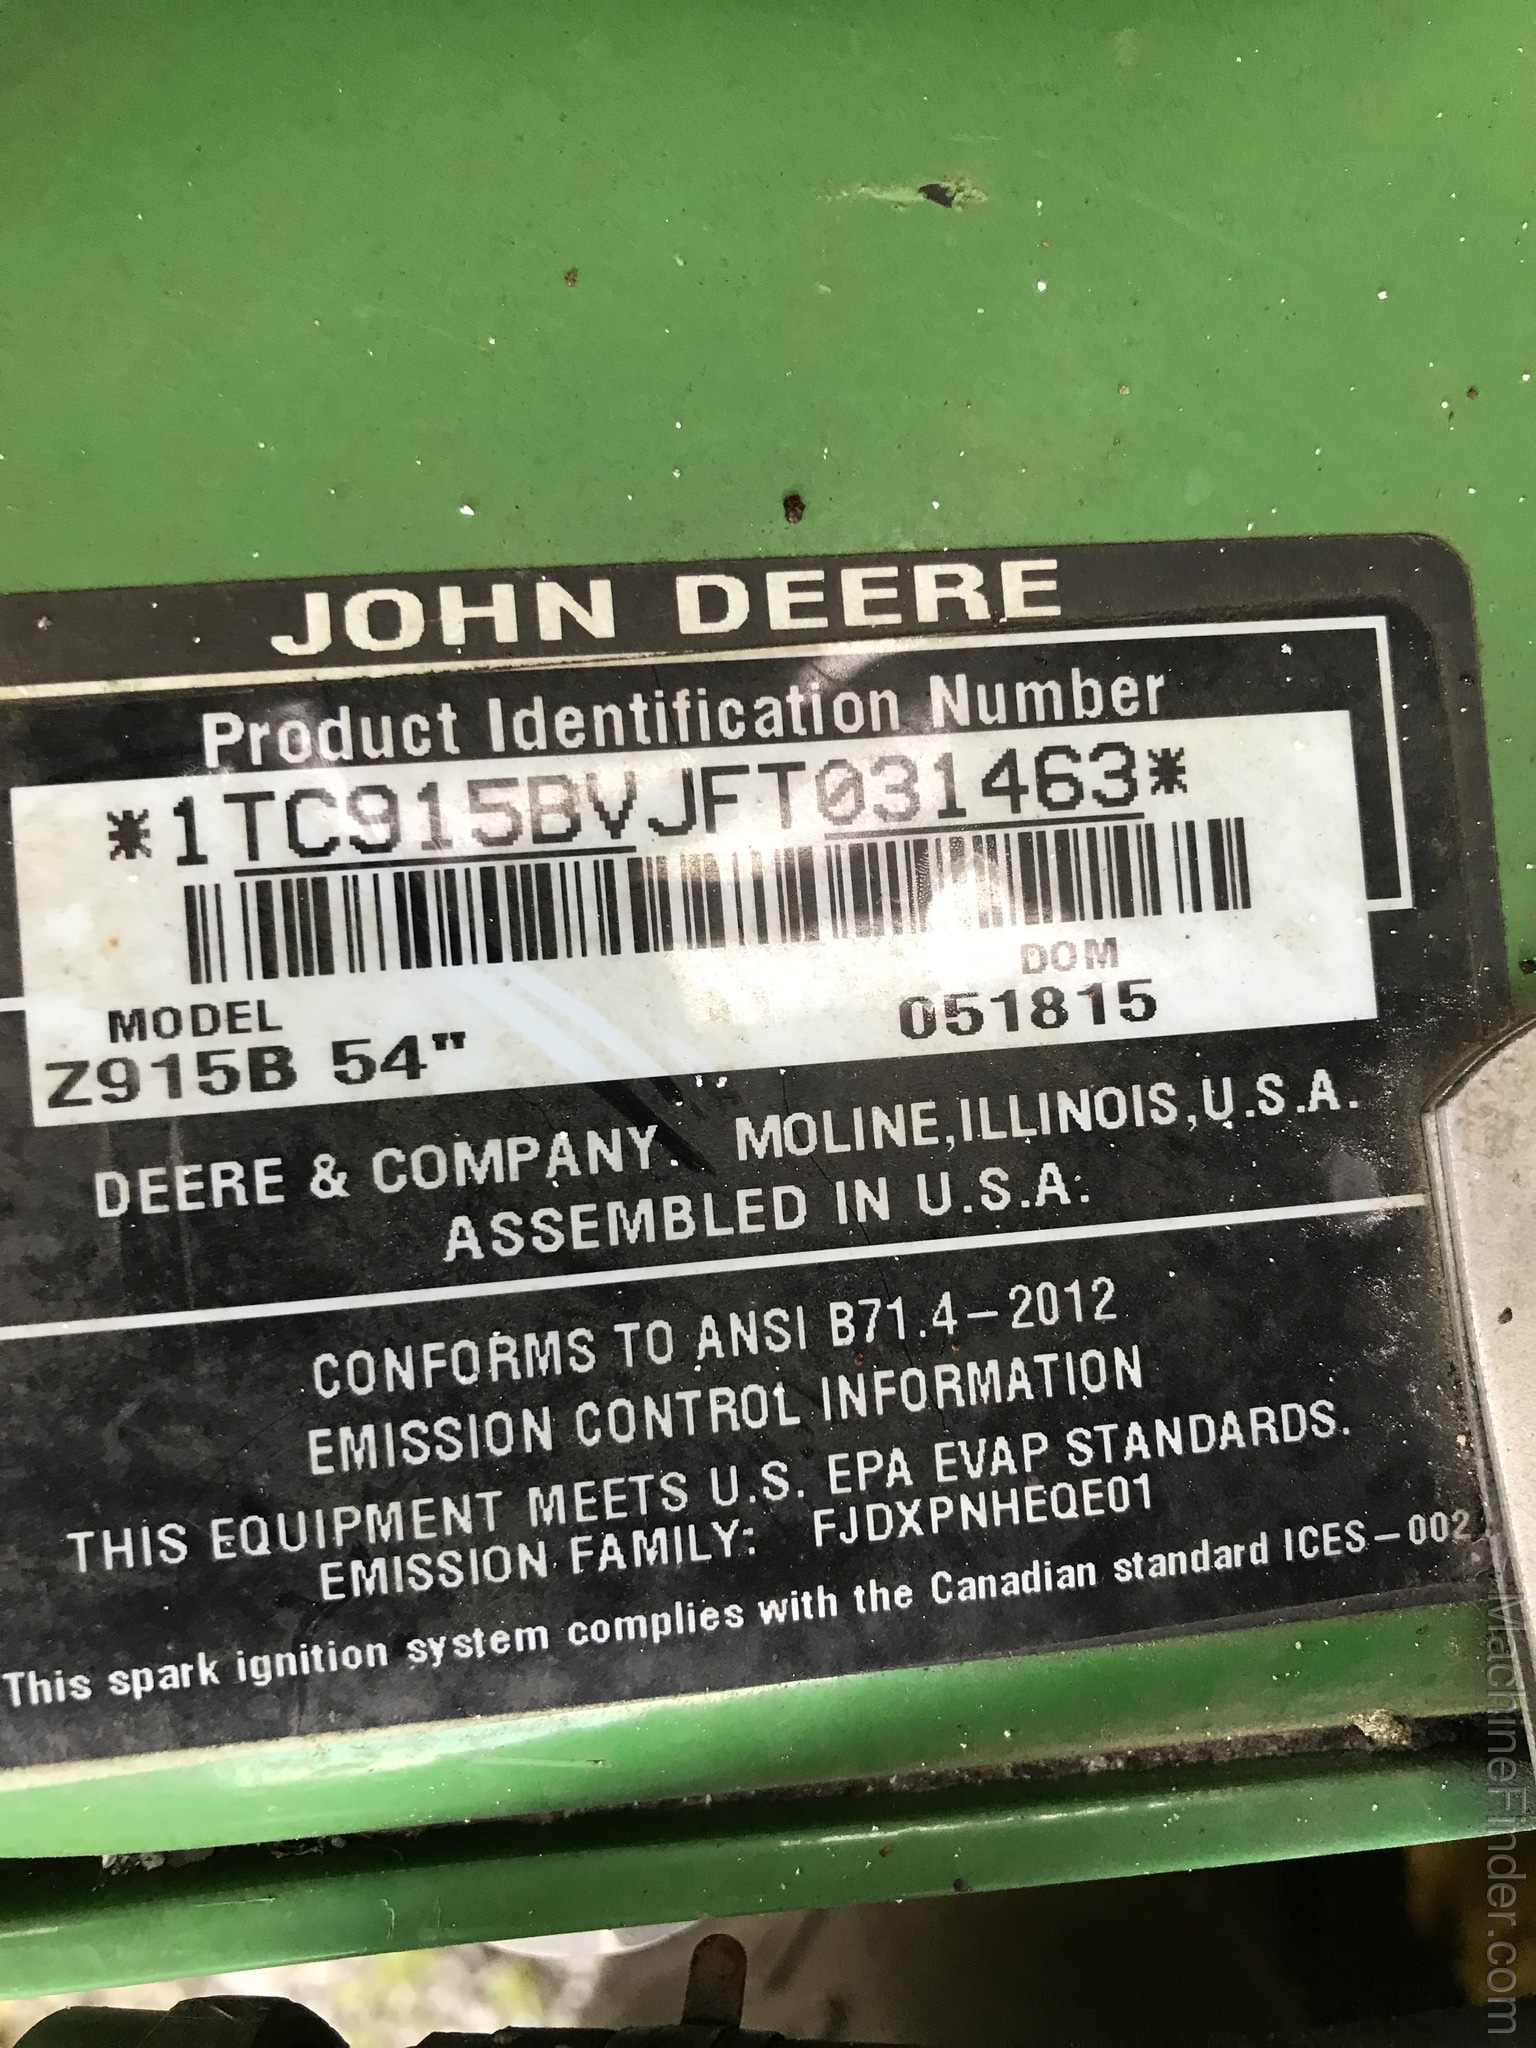 JOHN DEERE
Product Identification Number
*1TC915BVJFT031463*
DOM
MODEL
051815
Z915B 54"
DEERE & COMPANY. MOLINE,ILLINOIS,U.S.A.
ASSEMBLED IN U.S.A.
CONFORMS TO ANSI B71.4-2012
EMISSION CONTROL INFORMATION
THIS EQUIPMENT MEETS U.S. EPA EVAP STANDARDS.
EMISSION FAMILY: FJDXPNHEQE01
This spark ignition system complies with the Canadian standard ICES-002.
MachineFinder.com